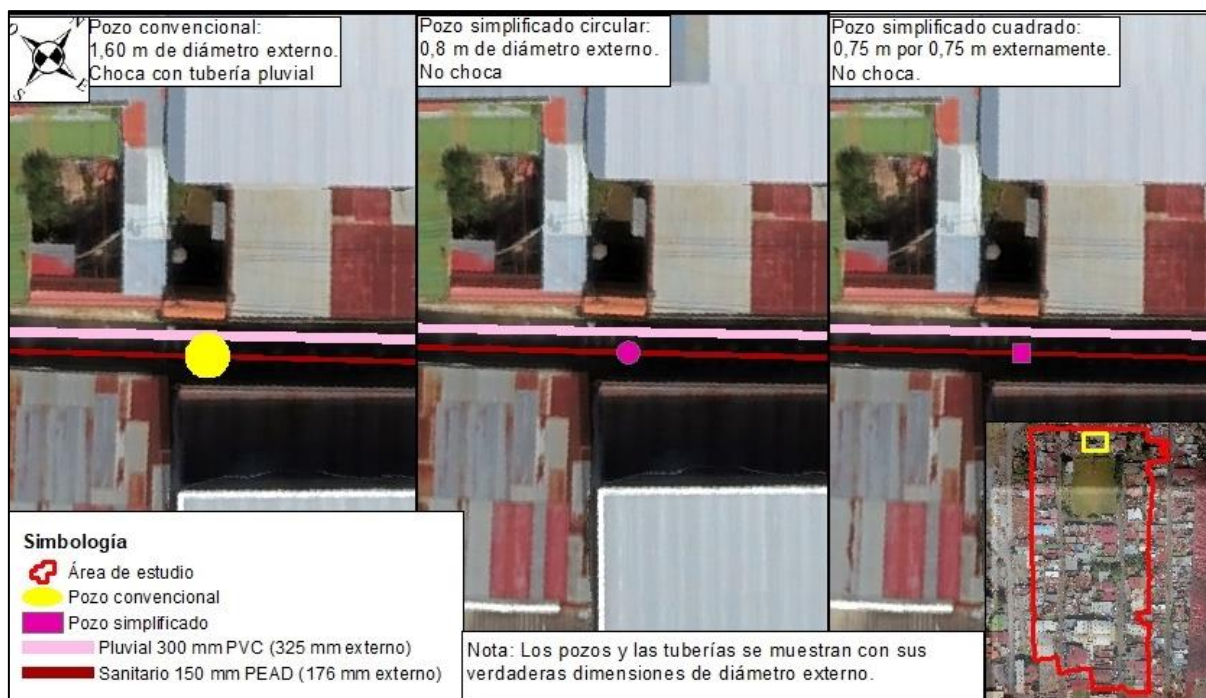 O
N
S
E
Pozo convencional:
1,60 m de diámetro externo.
Choca con tubería pluvial
Pozo simplificado circular:
0,8 m de diámetro externo.
No choca
Pozo simplificado cuadrado:
0,75 m por 0,75 m externamente.
No choca.
Simbología
Área de estudio
Pozo convencional
Pozo simplificado
Pluvial 300 mm PVC (325 mm externo)
Sanitario 150 mm PEAD (176 mm externo)
Nota: Los pozos y las tuberías se muestran con sus
verdaderas dimensiones de diámetro externo.